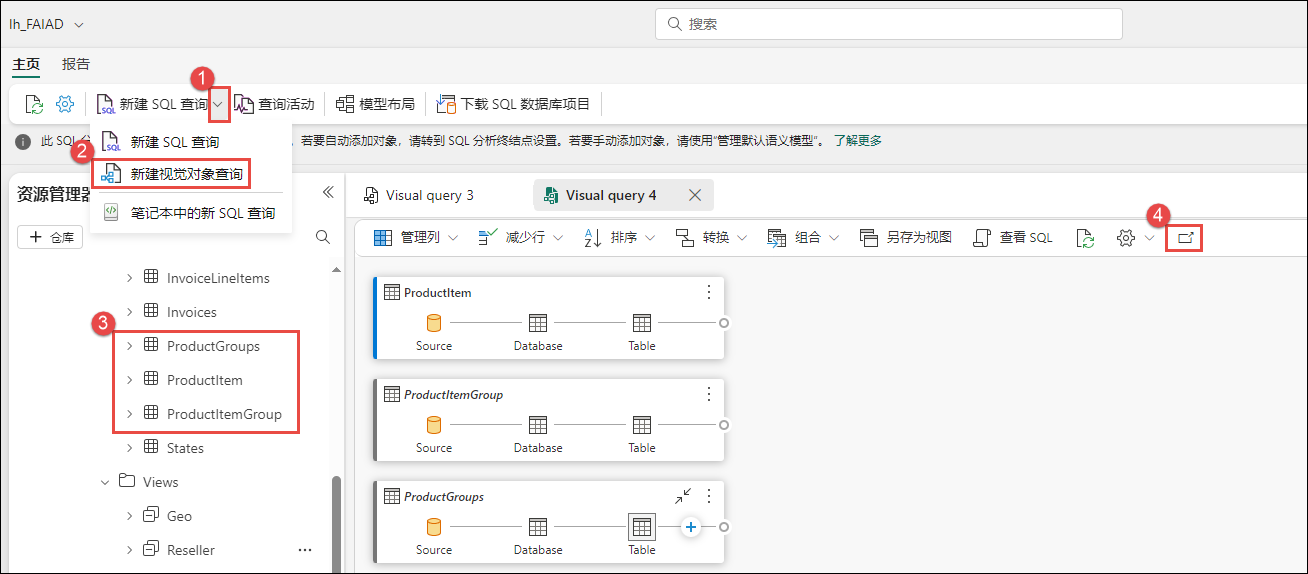 lh_FAIAD
搜索
主页 报告
1
新建 SQL 查询 查询活动 模型布局 下载 SQL 数据库项目
新建 SQL 查询
2
新建视觉对象查询
笔记本中的新 SQL 查询
此 SQL 分
，若要自动添加对象，请转到 SQL 分析终结点设置。若要手动添加对象，请使用“管理默认语义模型”。 了解更多
资源管理器
仓库
Visual query 3 Visual query 4
4
管理列 减少行 排序 转换 组合 另存为视图 查看 SQL
InvoiceLineItems
Invoices
3
ProductGroups
ProductItem
ProductItemGroup
States
Views
Geo
Reseller
ProductItem
Source Database Table
ProductItemGroup
Source Database Table
ProductGroups
Source Database Table